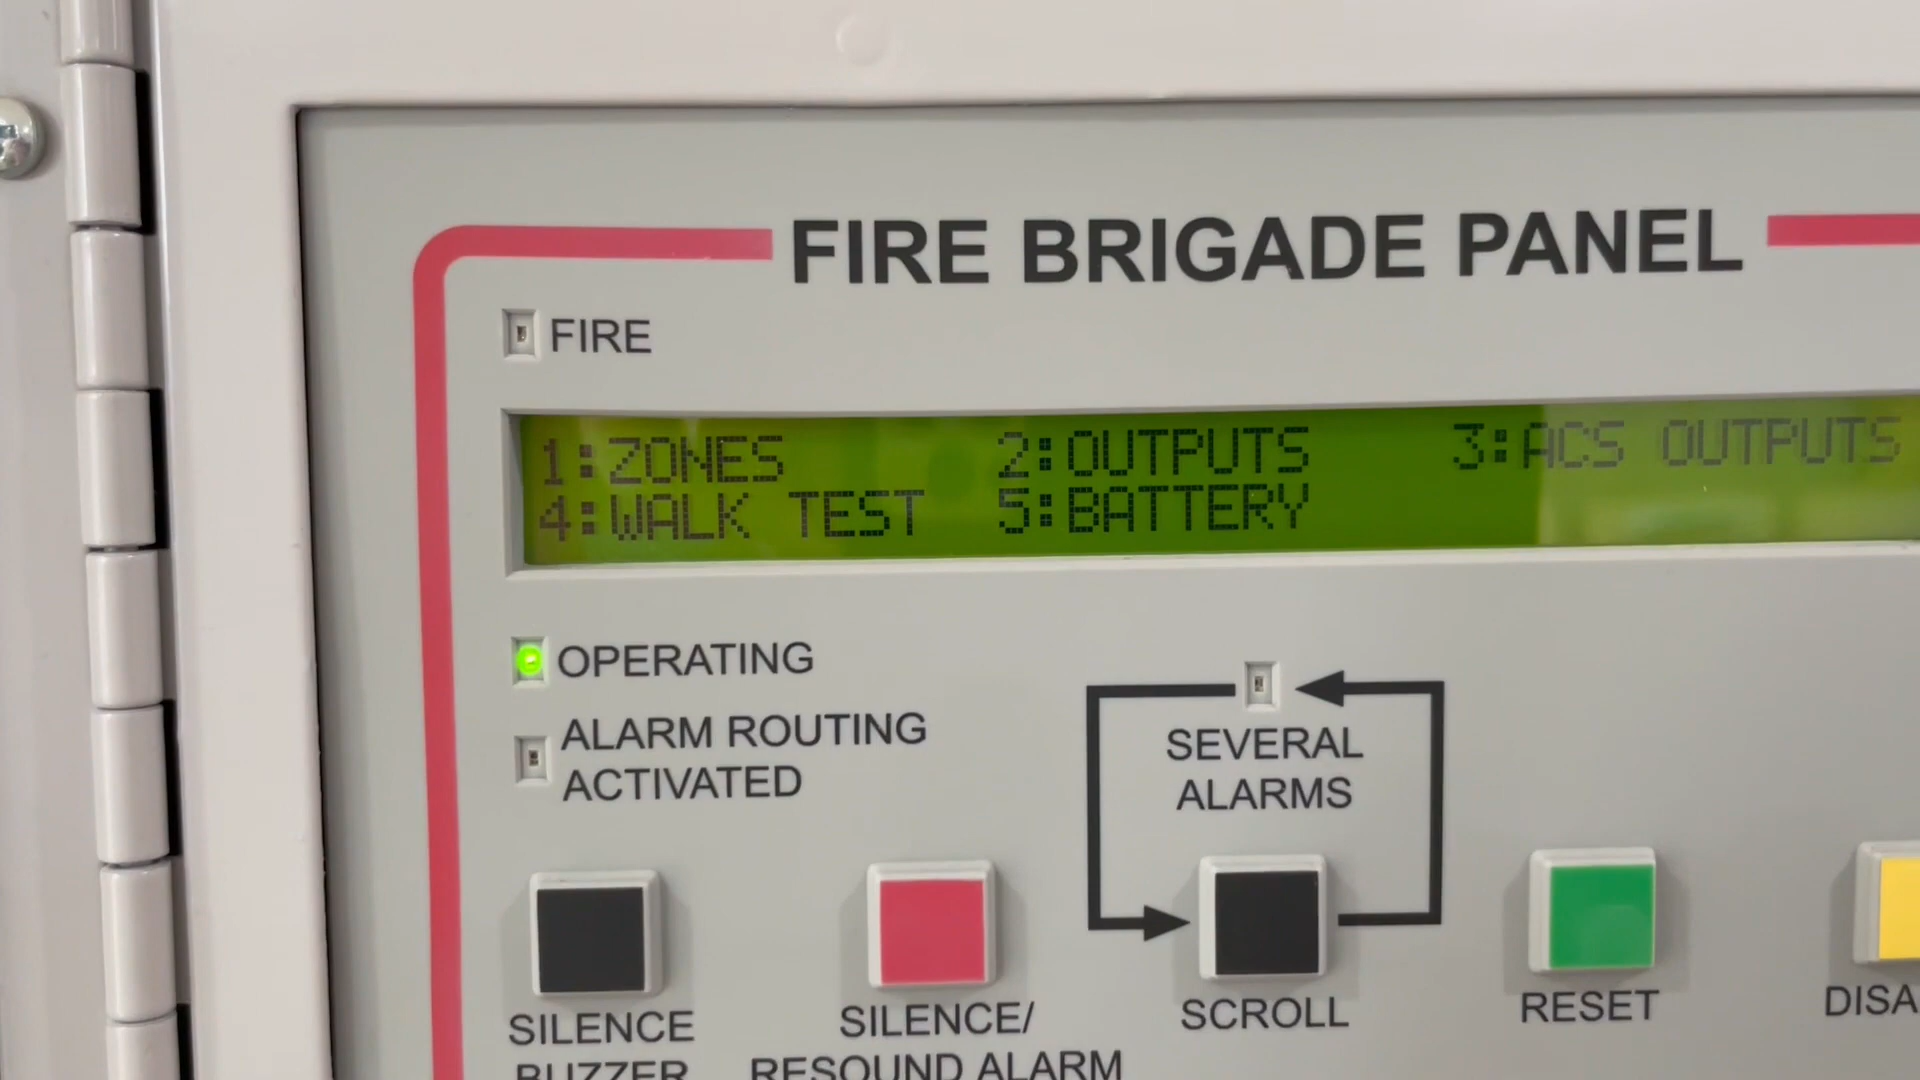 FIRE BRIGADE PANEL
FIRE
1:ZONES 2:OUTPUTS 3:ACS OUTPUTS
4:WALK TEST 5:BATTERY
OPERATING
ALARM ROUTING
ACTIVATED
SEVERAL
ALARMS
SILENCE
BUZZER
SILENCE/
RESOUND ALARM
SCROLL
RESET
DISA